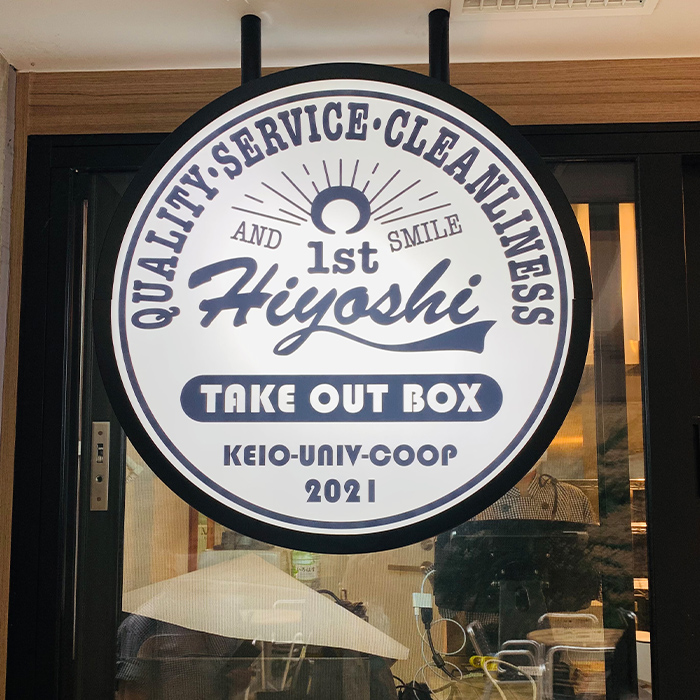 QUALITY·SERVICE·CLEANLINESS
AND SMILE
1st
Hiyoshi
TAKE OUT BOX
KEIO-UNIV-COOP
2021